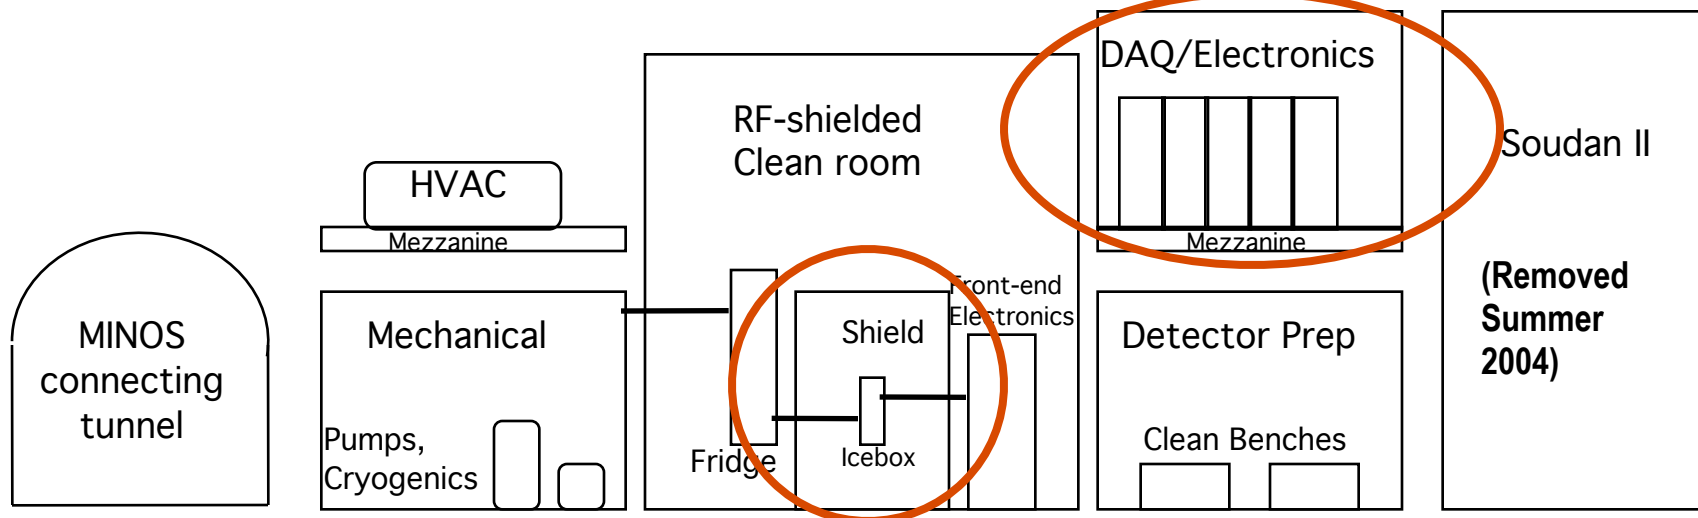 MINOS
connecting
tunnel
HVAC
Mezzanine
Mechanical
Pumps,
Cryogenics
RF-shielded
Clean room
Fridge
Shield
Icebox
Front-end
Electronics
DAQ/Electronics
Mezzanine
Detector Prep
Clean Benches
Soudan II
(Removed
Summer
2004)